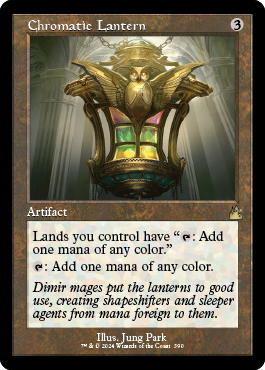 Chromatic Lantern 3
Artifact
Lands you control have “: Add
one mana of any color.”
: Add one mana of any color.
Dimir mages put the lanterns to good
use, creating shapeshifters and sleeper
agents from mana foreign to them.
Illus. Jung Park
™ & © 2024 Wizards of the Coast 390